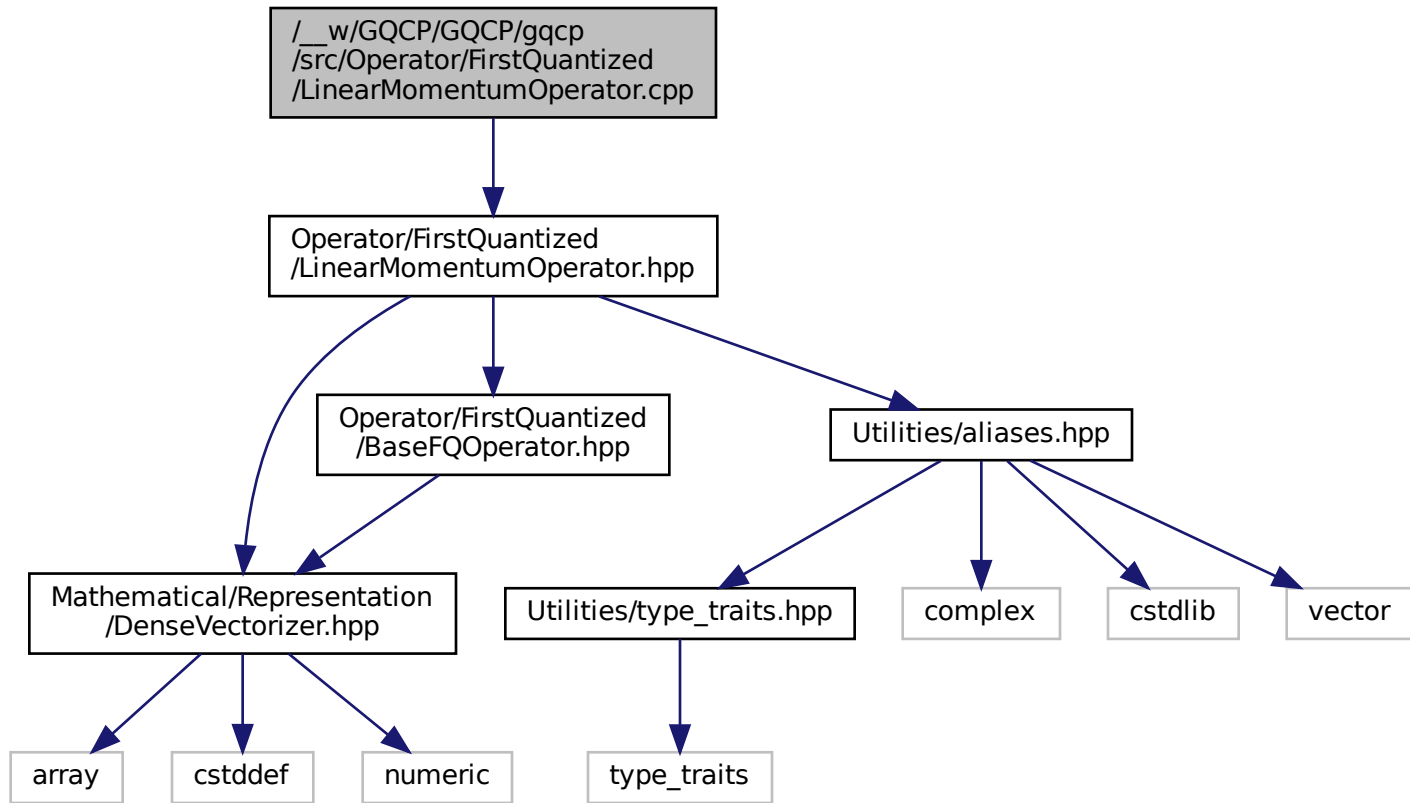 /__w/GQCP/GQCP/gqcp
/src/Operator/FirstQuantized
/LinearMomentumOperator.cpp
Operator/FirstQuantized
/LinearMomentumOperator.hpp
Operator/FirstQuantized
/BaseFQOperator.hpp
Utilities/aliases.hpp
Mathematical/Representation
/DenseVectorizer.hpp
Utilities/type_traits.hpp
complex
cstdlib
vector
array
cstddef
numeric
type_traits